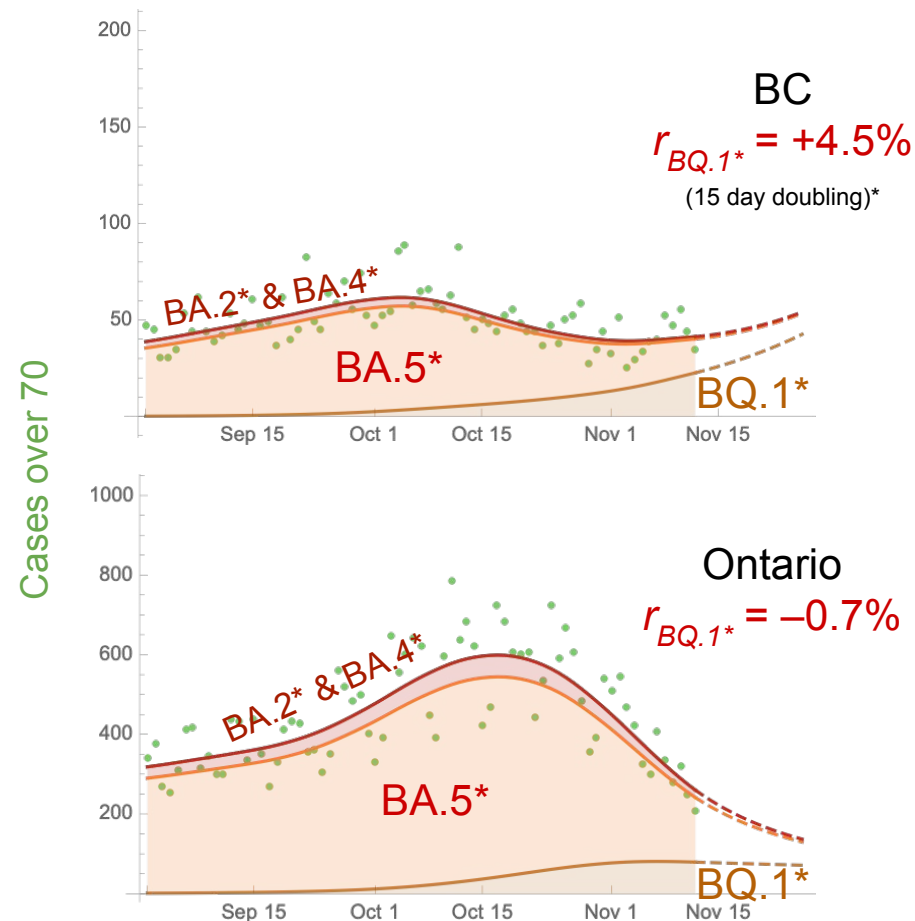 Cases over 70
200
150
100
50
BC
r_BQ.1* = +4.5%
(15 day doubling)*
BA.2* & BA.4*
BA.5*
BQ.1*
Sep 15 Oct 1 Oct 15 Nov 1 Nov 15
1000
800
600
400
200
Ontario
r_BQ.1* = –0.7%
BA.2* & BA.4*
BA.5*
BQ.1*
Sep 15 Oct 1 Oct 15 Nov 1 Nov 15